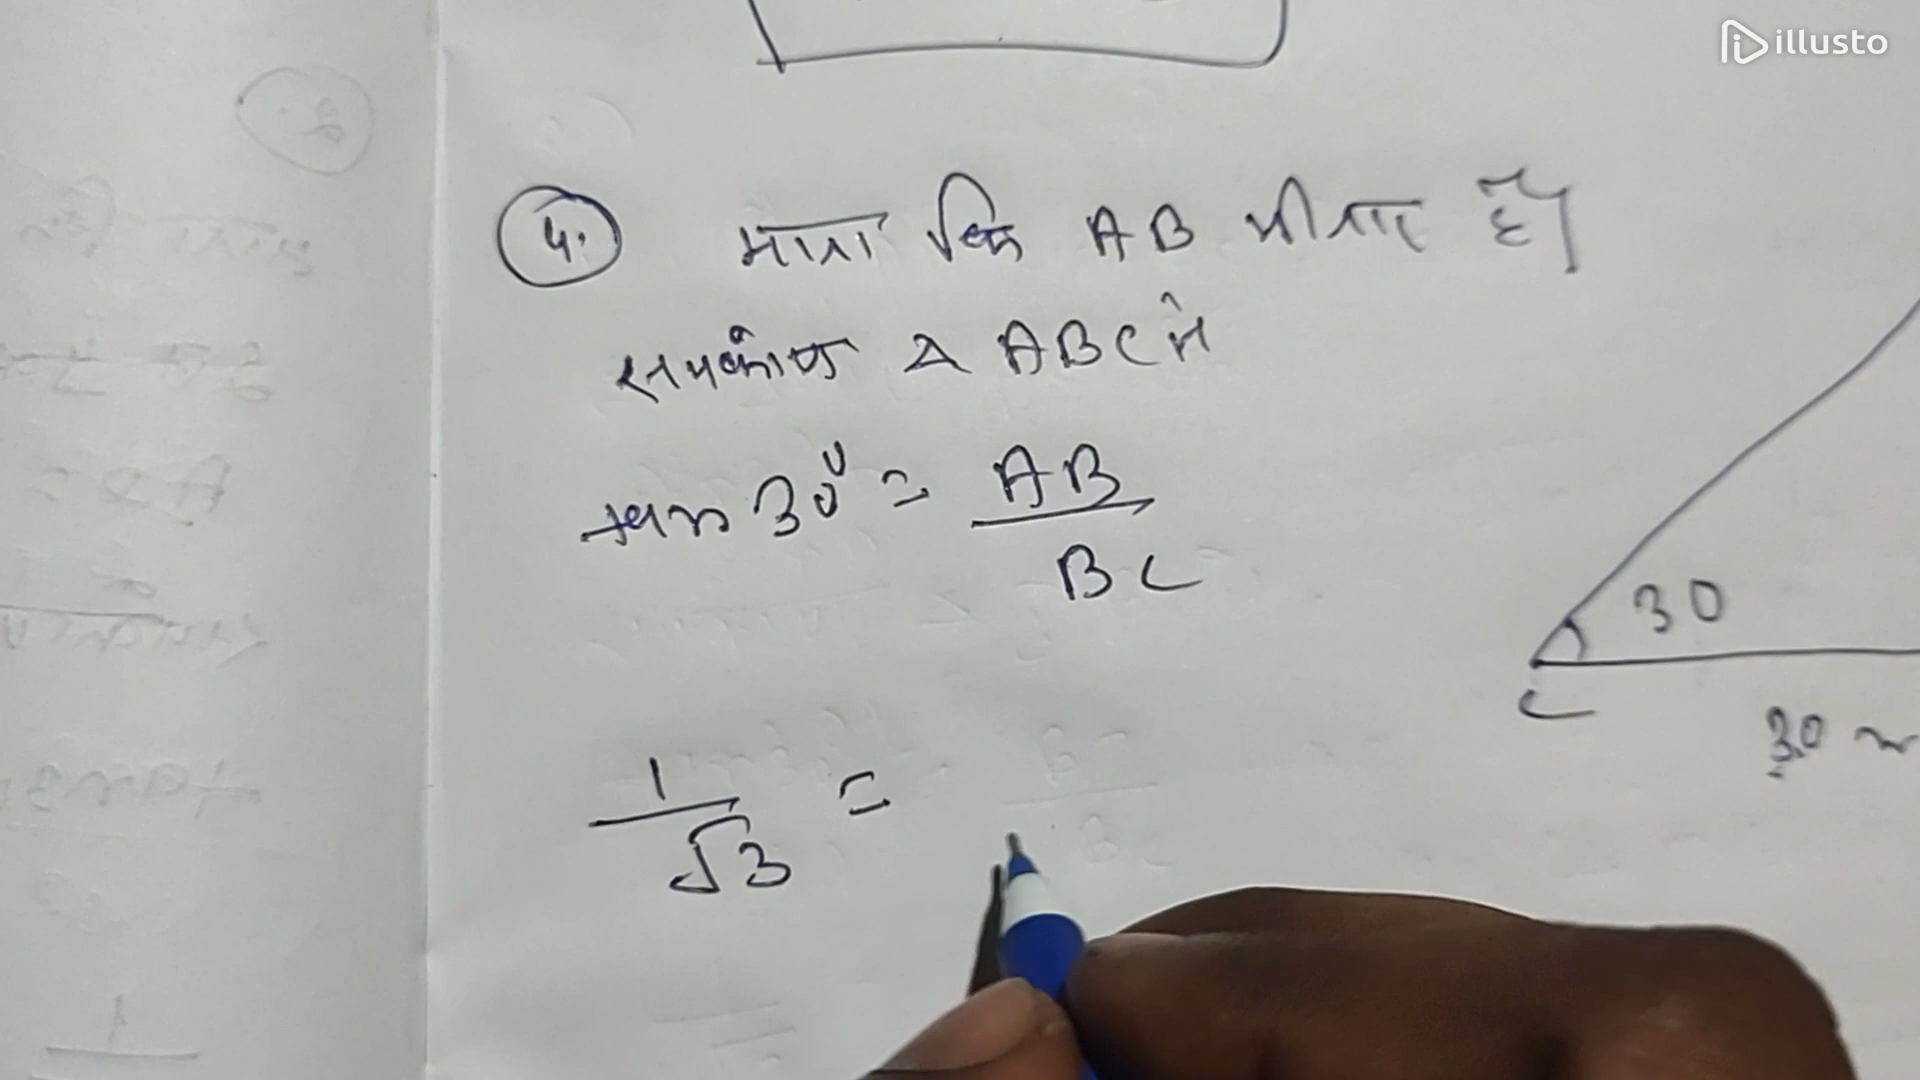 illusto
4. माना कि AB मीनार है।
समकोण △ ABC में
tan 30° = AB
BC
1
√3 =
30
C
30 m